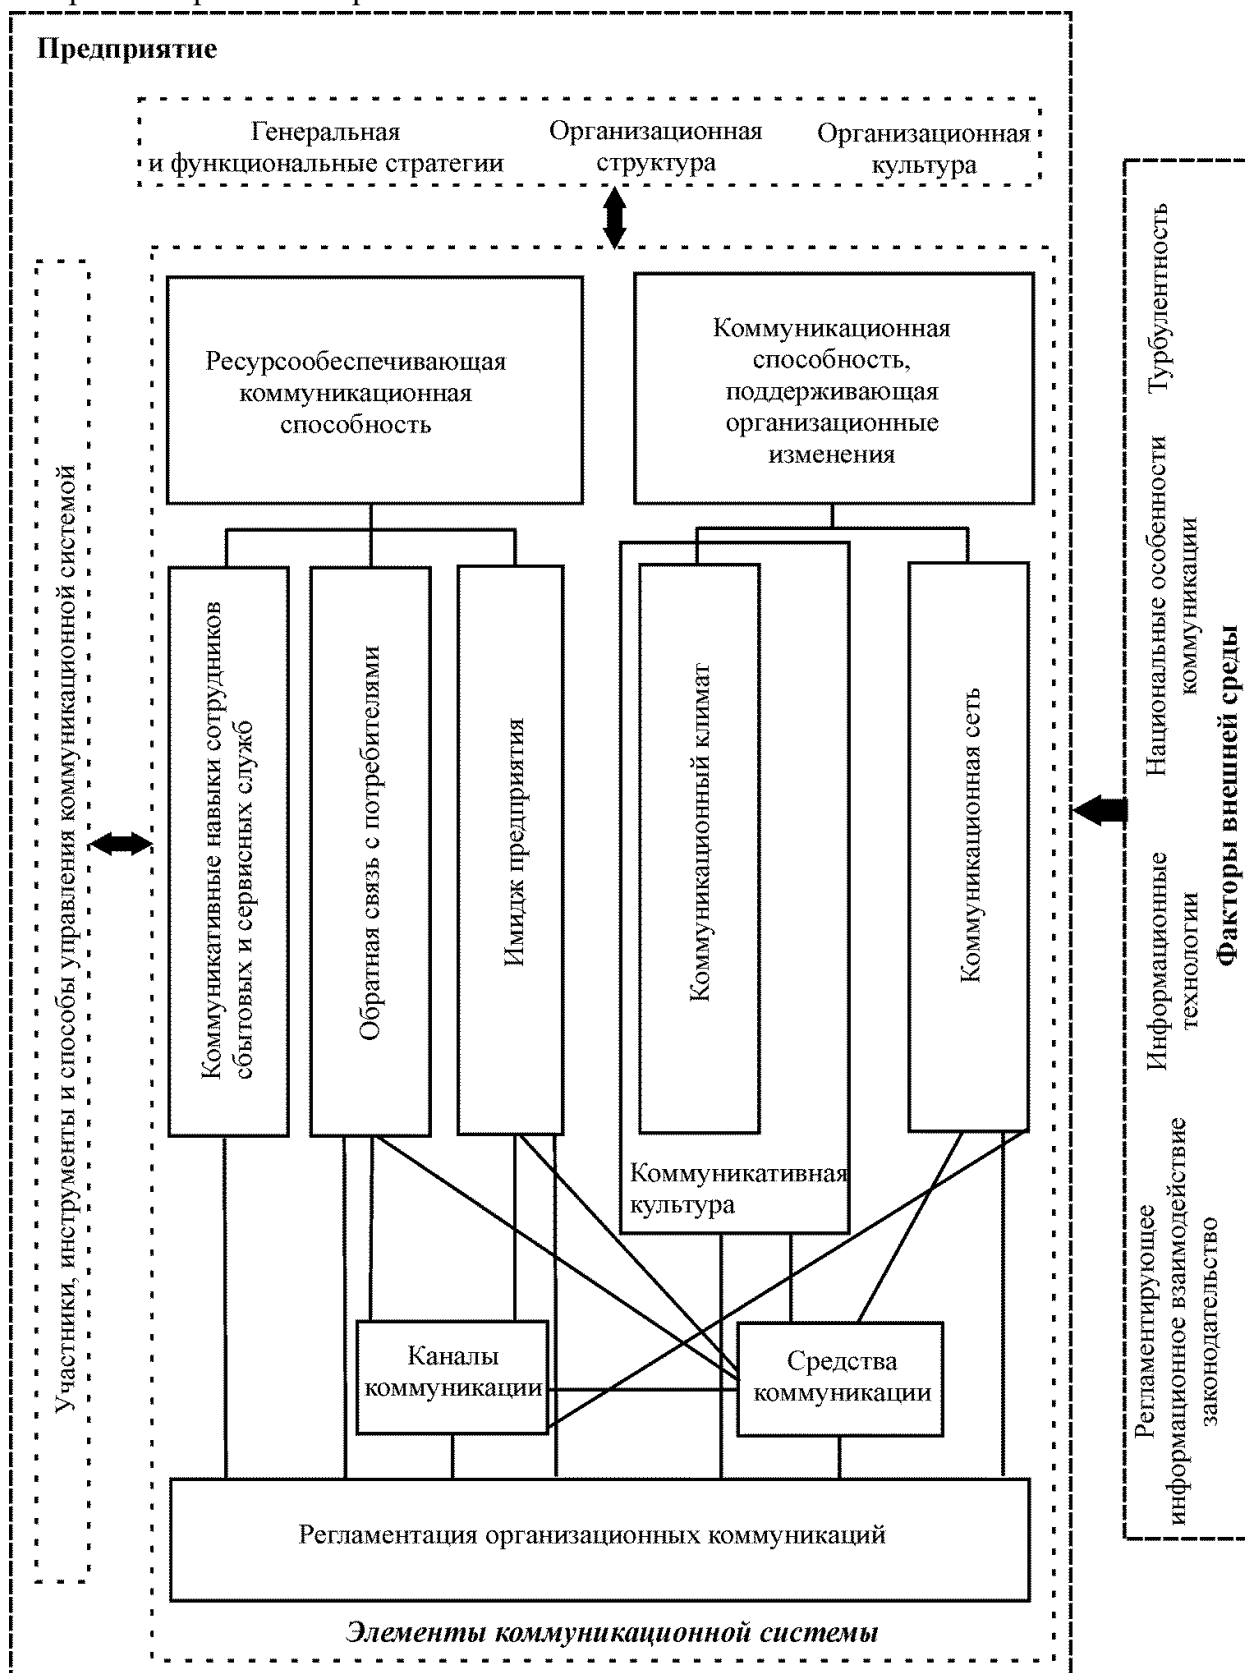 Предприятие
Генеральная
и функциональные стратегии
Организационная
структура
Организационная
культура
Ресурсообеспечивающая
коммуникационная
способность
Коммуникационная
способность,
поддерживающая
организационные
изменения
Участники, инструменты и способы управления коммуникационной системой
Коммуникативные навыки сотрудников
сбытовых и сервисных служб
Обратная связь с потребителями
Имидж предприятия
Коммуникационный климат
Коммуникативная
культура
Коммуникационная сеть
Каналы
коммуникации
Средства
коммуникации
Регламентация организационных коммуникаций
Элементы коммуникационной системы
Турбулентность
Национальные особенности
коммуникации
Информационные
технологии
Регламентирующее
информационное взаимодействие
законодательство
Факторы внешней среды